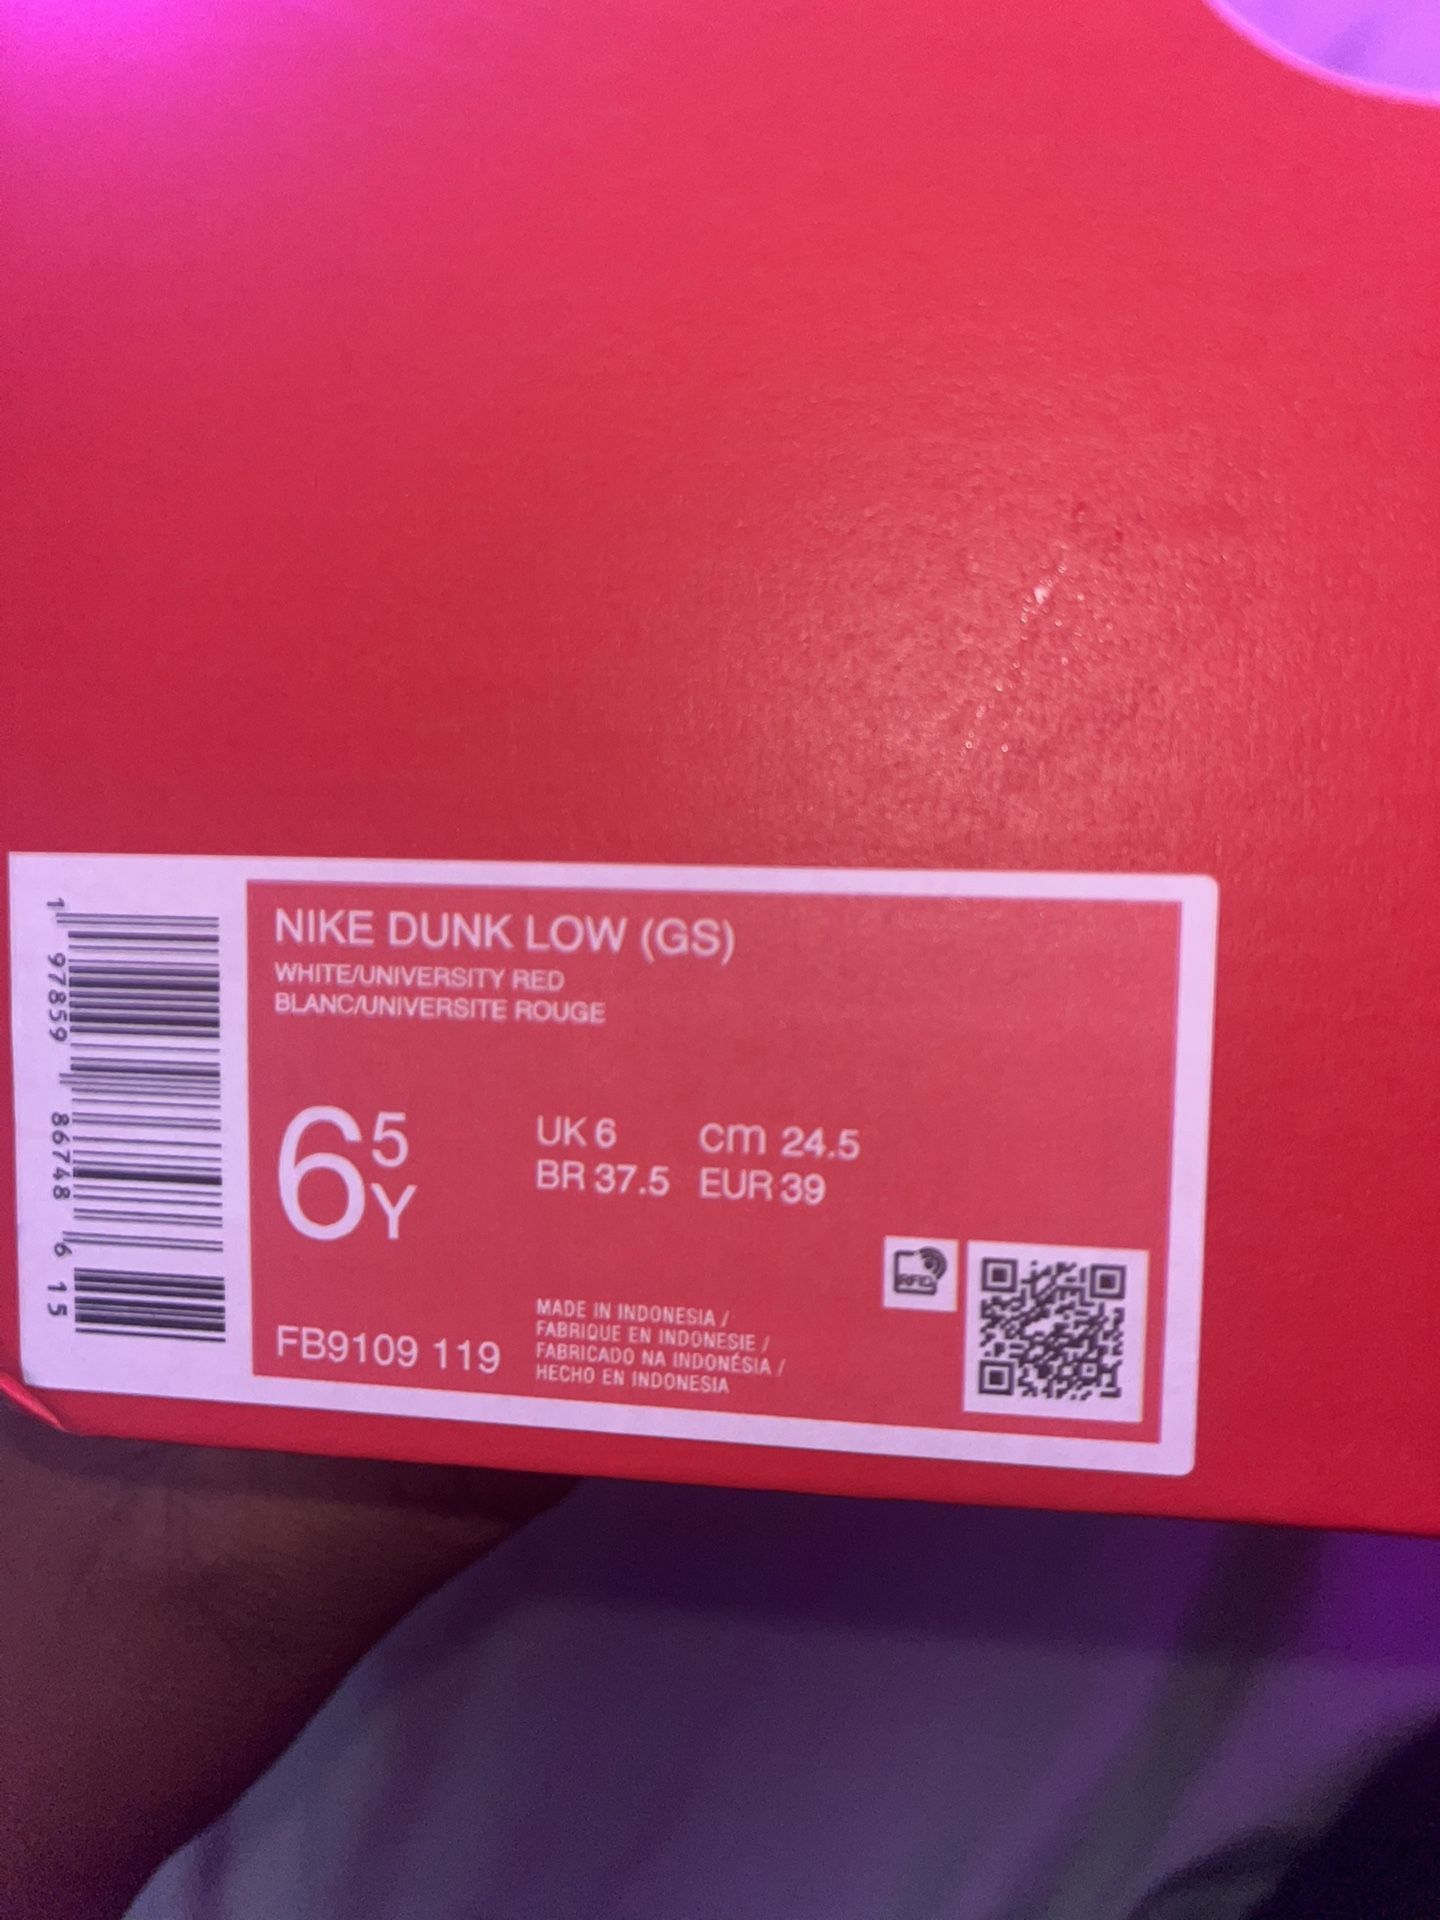 NIKE DUNK LOW (GS)
WHITE/UNIVERSITY RED
BLANC/UNIVERSITE ROUGE
6 5Y
UK 6 cm 24.5
BR 37.5 EUR 39
FB9109 119
MADE IN INDONESIA /
FABRIQUE EN INDONESIE /
FABRICADO NA INDONÉSIA /
HECHO EN INDONESIA
RFID
1 97859 86748 6 15